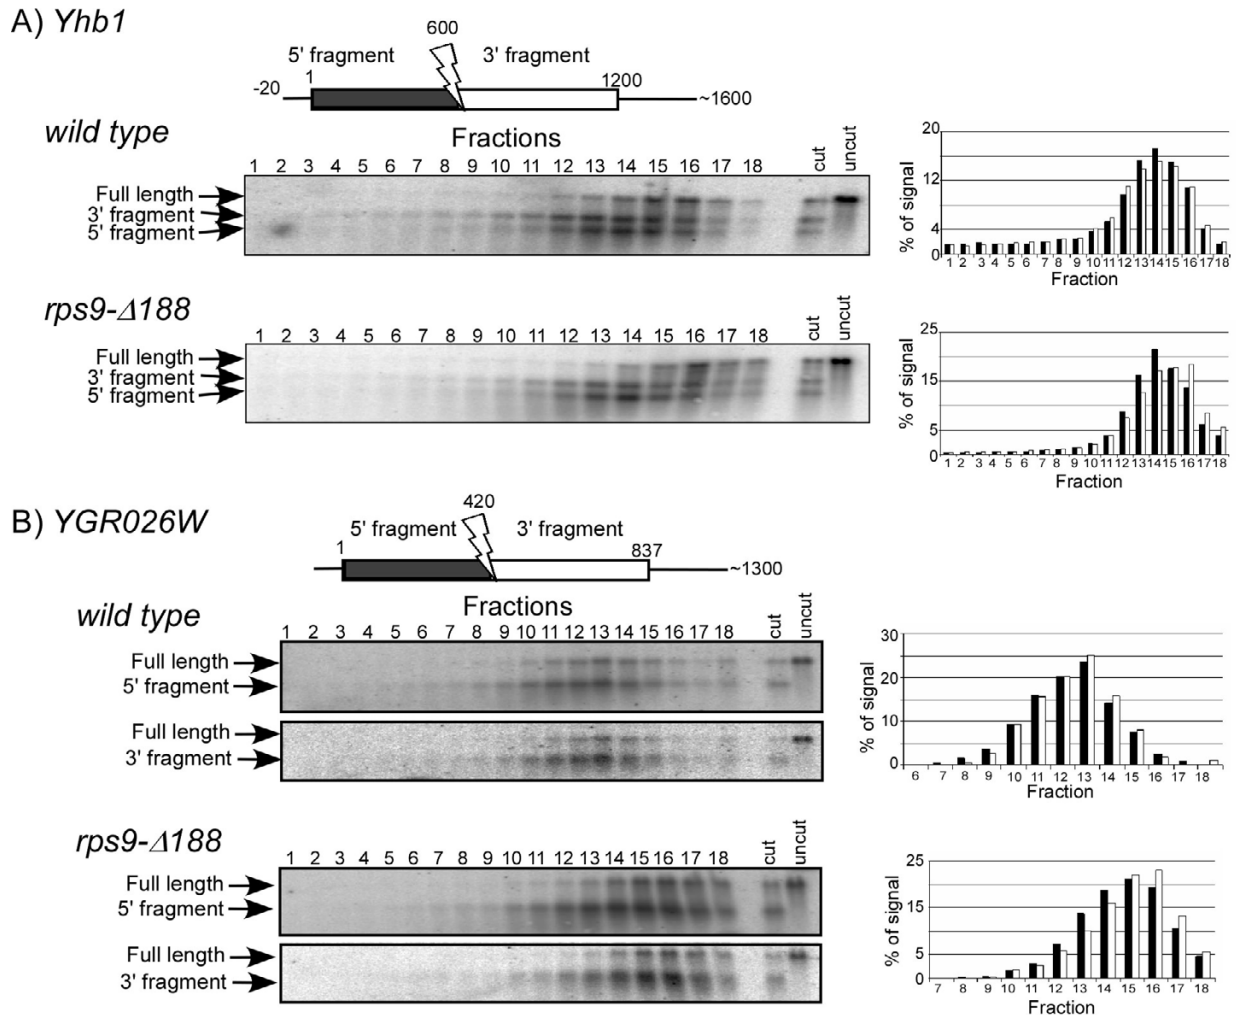 A) Yhb1
600
5' fragment 3' fragment
-20 1 1200 ~1600
wild type
Fractions
1 2 3 4 5 6 7 8 9 10 11 12 13 14 15 16 17 18 cut uncut
Full length
3' fragment
5' fragment
20
12
4
0
% of signal
1 2 3 4 5 6 7 8 9 10 11 12 13 14 15 16 17 18
Fraction
rps9-Δ188
1 2 3 4 5 6 7 8 9 10 11 12 13 14 15 16 17 18 cut uncut
Full length
3' fragment
5' fragment
25
15
5
0
% of signal
1 2 3 4 5 6 7 8 9 10 11 12 13 14 15 16 17 18
Fraction
B) YGR026W
420
5' fragment 3' fragment
1 837 ~1300
wild type
Fractions
1 2 3 4 5 6 7 8 9 10 11 12 13 14 15 16 17 18 cut uncut
Full length
5' fragment
Full length
3' fragment
30
20
10
0
% of signal
6 7 8 9 10 11 12 13 14 15 16 17 18
Fraction
rps9-Δ188
1 2 3 4 5 6 7 8 9 10 11 12 13 14 15 16 17 18 cut uncut
Full length
5' fragment
Full length
3' fragment
25
15
5
0
% of signal
7 8 9 10 11 12 13 14 15 16 17 18
Fraction